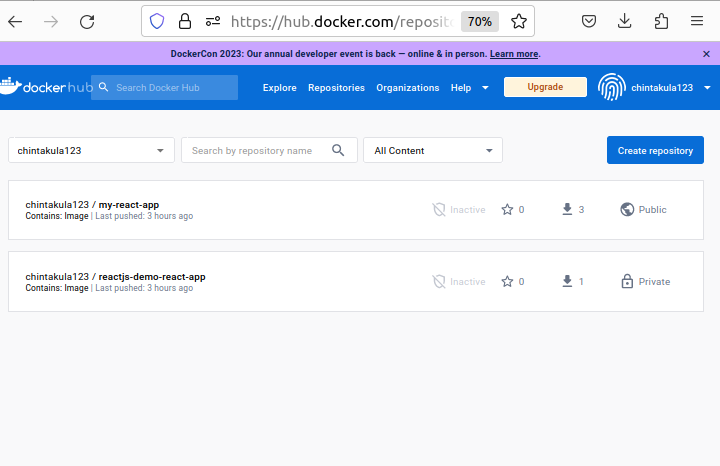 https://hub.docker.com/reposito
70%
DockerCon 2023: Our annual developer event is back — online & in person. Learn more.
dockerhub
Search Docker Hub
Explore
Repositories
Organizations
Help
Upgrade
chintakula123
chintakula123
Search by repository name
All Content
Create repository
chintakula123 / my-react-app
Contains: Image | Last pushed: 3 hours ago
Inactive
0
3
Public
chintakula123 / reactjs-demo-react-app
Contains: Image | Last pushed: 3 hours ago
Inactive
0
1
Private